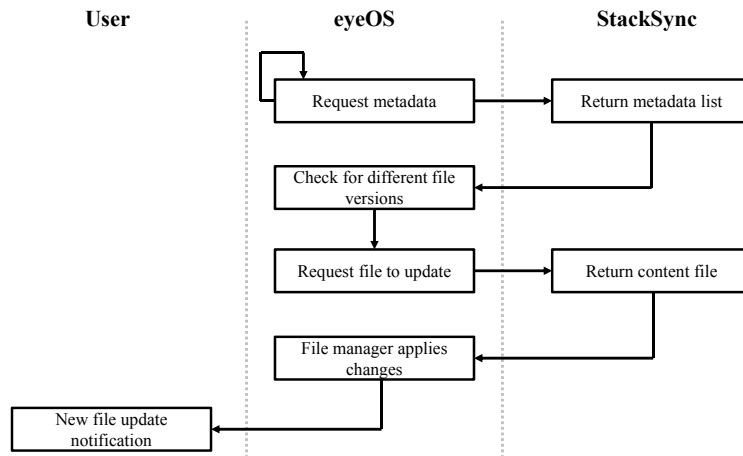 User
eyeOS
StackSync
Request metadata
Return metadata list
Check for different file
versions
Request file to update
Return content file
File manager applies
changes
New file update
notification